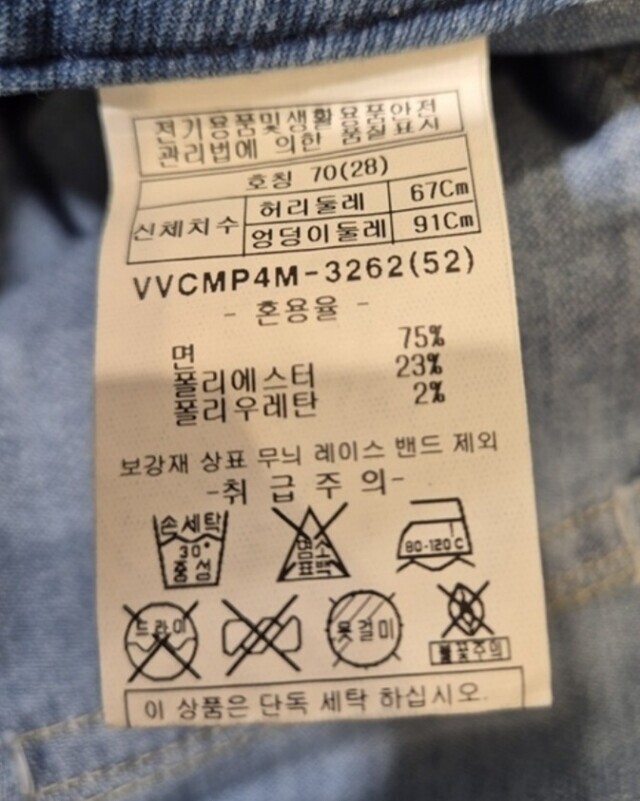 전기용품및생활용품안전
관리법에 의한 품질표시
호칭 70(28)
신체치수 허리둘레 67Cm
엉덩이둘레 91Cm
VVCMP4M-3262(52)
- 혼용율 -
면 75%
폴리에스터 23%
폴리우레탄 2%
보강재 상표 무늬 레이스 밴드 제외
-취급주의-
손세탁
30°
중성
염소
표백
80-120C
드라이
옷걸이
불꽃주의
이 상품은 단독 세탁 하십시오.